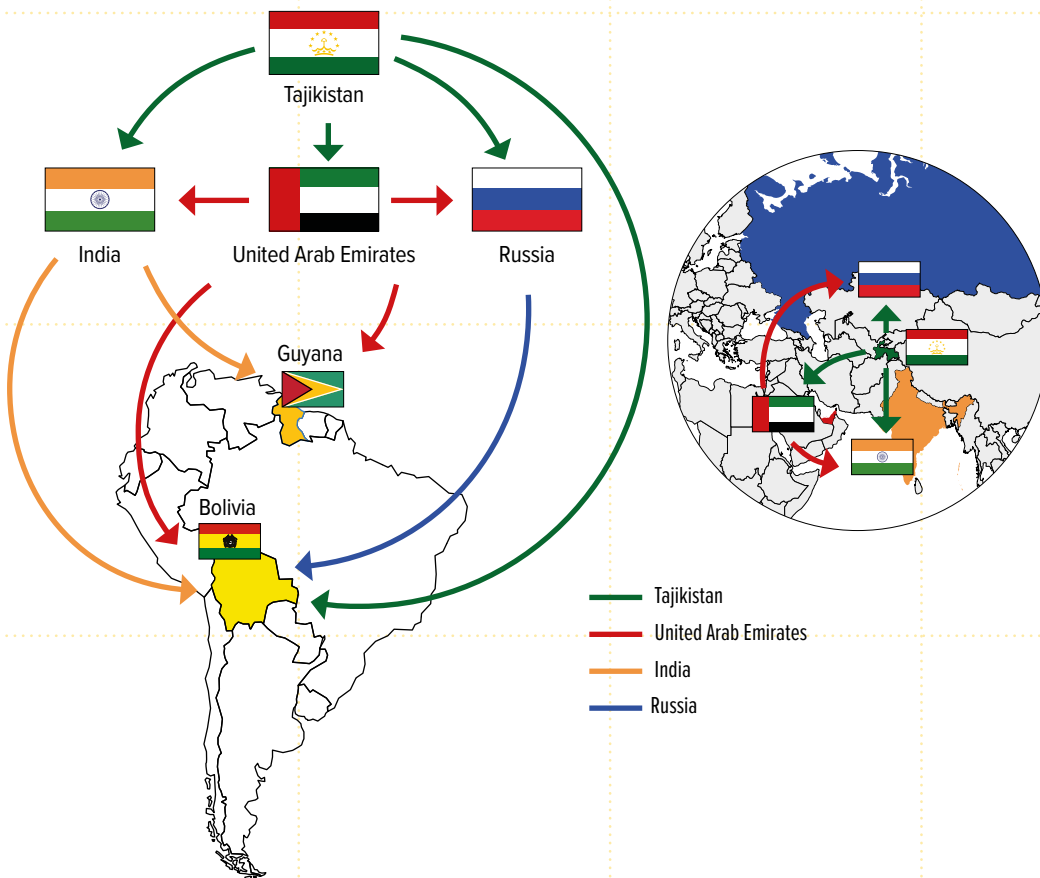 Tajikistan
India
United Arab Emirates
Russia
Guyana
Bolivia
Tajikistan
United Arab Emirates
India
Russia